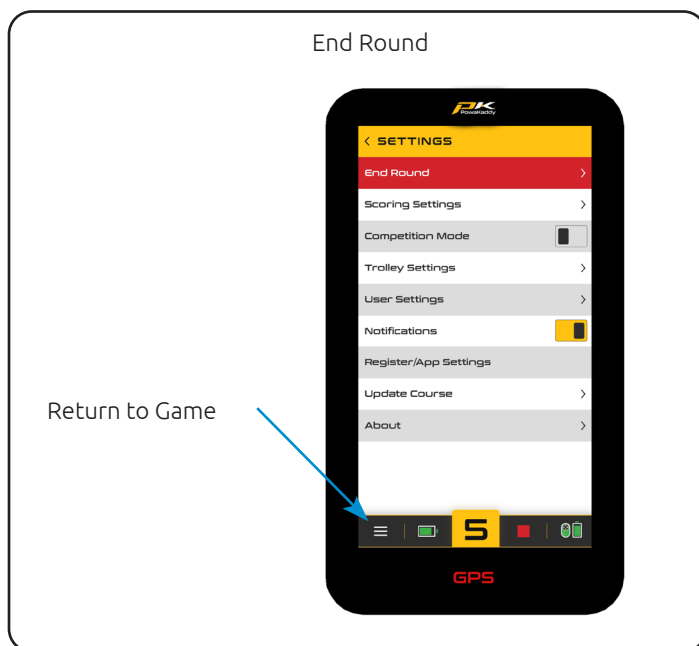 End Round
PK
PowaKaddy
< SETTINGS
End Round >
Scoring Settings >
Competition Mode
Trolley Settings >
User Settings >
Notifications
Register/App Settings
Update Course >
About >
Return to Game
5
GPS